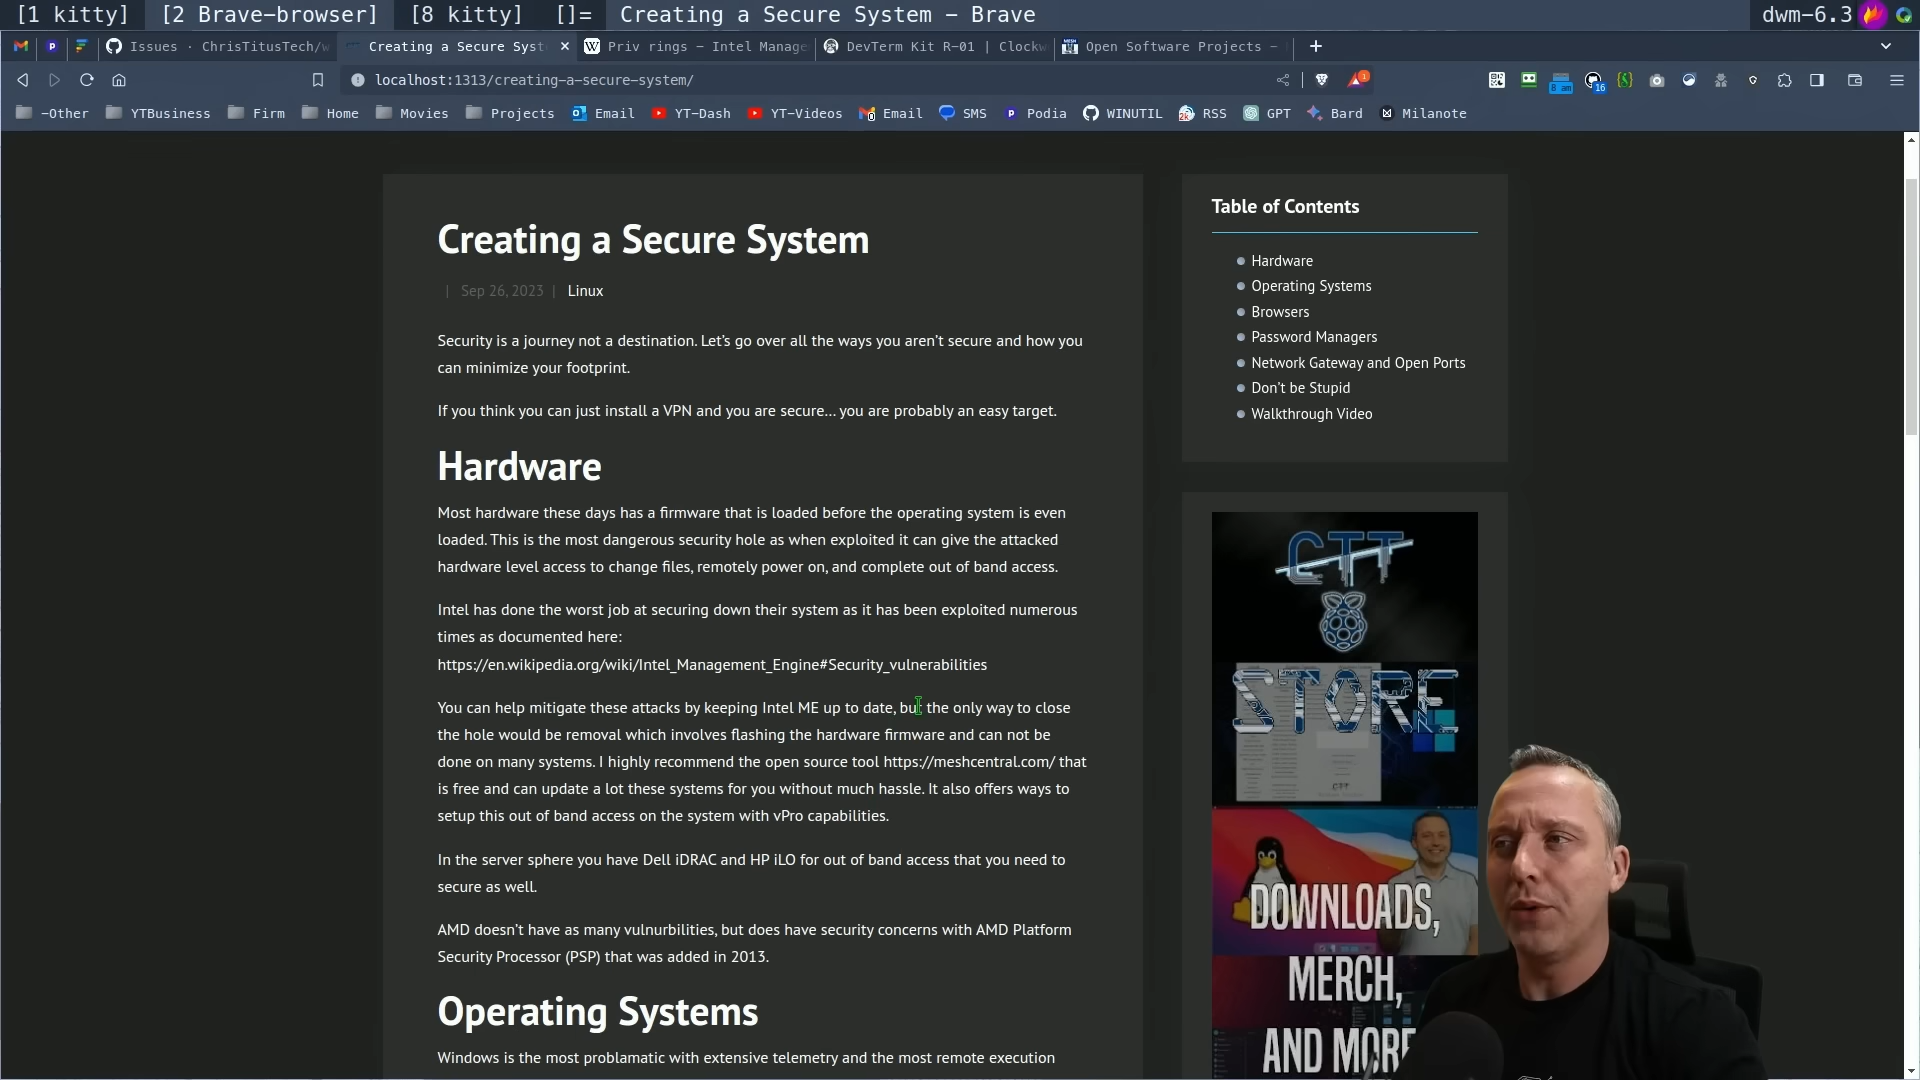 [1 kitty] [2 Brave-browser] [8 kitty] []= Creating a Secure System - Brave dwm-6.3
Issues · ChrisTitusTech/w Creating a Secure Syst Priv rings - Intel Manage DevTerm Kit R-01 | Clockw Open Software Projects -
localhost:1313/creating-a-secure-system/
-Other YTBusiness Firm Home Movies Projects Email YT-Dash YT-Videos Email SMS Podia WINUTIL RSS GPT Bard Milanote
Creating a Secure System
| Sep 26, 2023 | Linux
Security is a journey not a destination. Let's go over all the ways you aren't secure and how you
can minimize your footprint.
If you think you can just install a VPN and you are secure... you are probably an easy target.
Hardware
Most hardware these days has a firmware that is loaded before the operating system is even
loaded. This is the most dangerous security hole as when exploited it can give the attacked
hardware level access to change files, remotely power on, and complete out of band access.
Intel has done the worst job at securing down their system as it has been exploited numerous
times as documented here:
https://en.wikipedia.org/wiki/Intel_Management_Engine#Security_vulnerabilities
You can help mitigate these attacks by keeping Intel ME up to date, but the only way to close
the hole would be removal which involves flashing the hardware firmware and can not be
done on many systems. I highly recommend the open source tool https://meshcentral.com/ that
is free and can update a lot these systems for you without much hassle. It also offers ways to
setup this out of band access on the system with vPro capabilities.
In the server sphere you have Dell iDRAC and HP iLO for out of band access that you need to
secure as well.
AMD doesn't have as many vulnurbilities, but does have security concerns with AMD Platform
Security Processor (PSP) that was added in 2013.
Operating Systems
Windows is the most problamatic with extensive telemetry and the most remote execution
Table of Contents
Hardware
Operating Systems
Browsers
Password Managers
Network Gateway and Open Ports
Don't be Stupid
Walkthrough Video
CTT
STORE
DOWNLOADS,
MERCH,
AND MORE